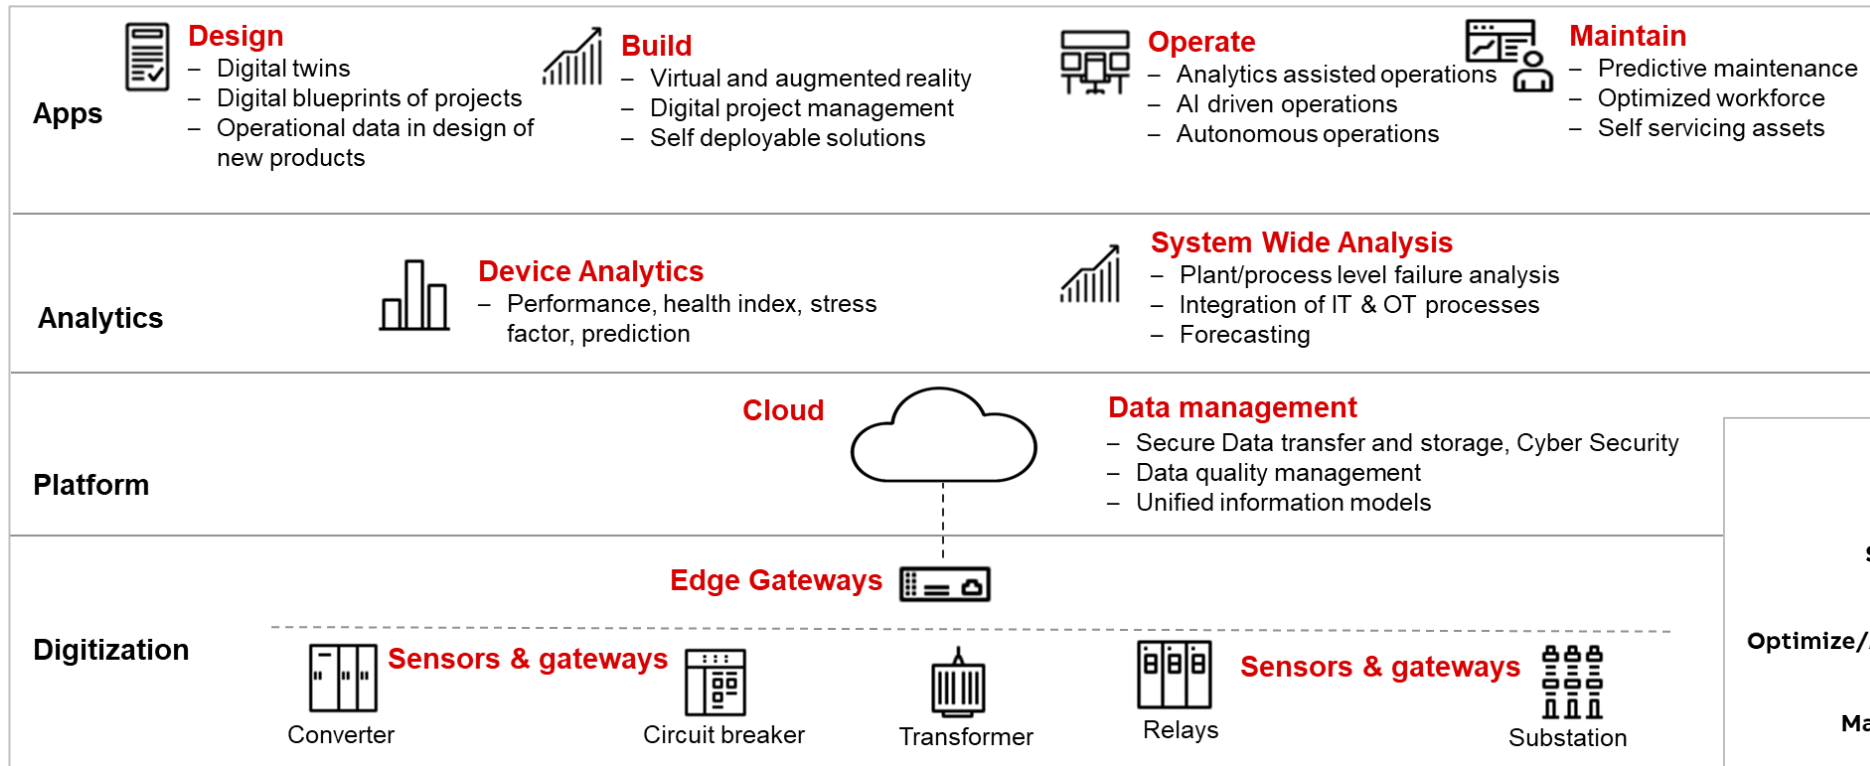 Apps
Design
– Digital twins
– Digital blueprints of projects
– Operational data in design of
new products
Build
– Virtual and augmented reality
– Digital project management
– Self deployable solutions
Operate
– Analytics assisted operations
– AI driven operations
– Autonomous operations
Maintain
– Predictive maintenance
– Optimized workforce
– Self servicing assets
Analytics
Device Analytics
– Performance, health index, stress
factor, prediction
System Wide Analysis
– Plant/process level failure analysis
– Integration of IT & OT processes
– Forecasting
Platform
Cloud
Data management
– Secure Data transfer and storage, Cyber Security
– Data quality management
– Unified information models
Digitization
Edge Gateways
Sensors & gateways
Sensors & gateways
Converter
Circuit breaker
Transformer
Relays
Substation
Optimize/
Ma